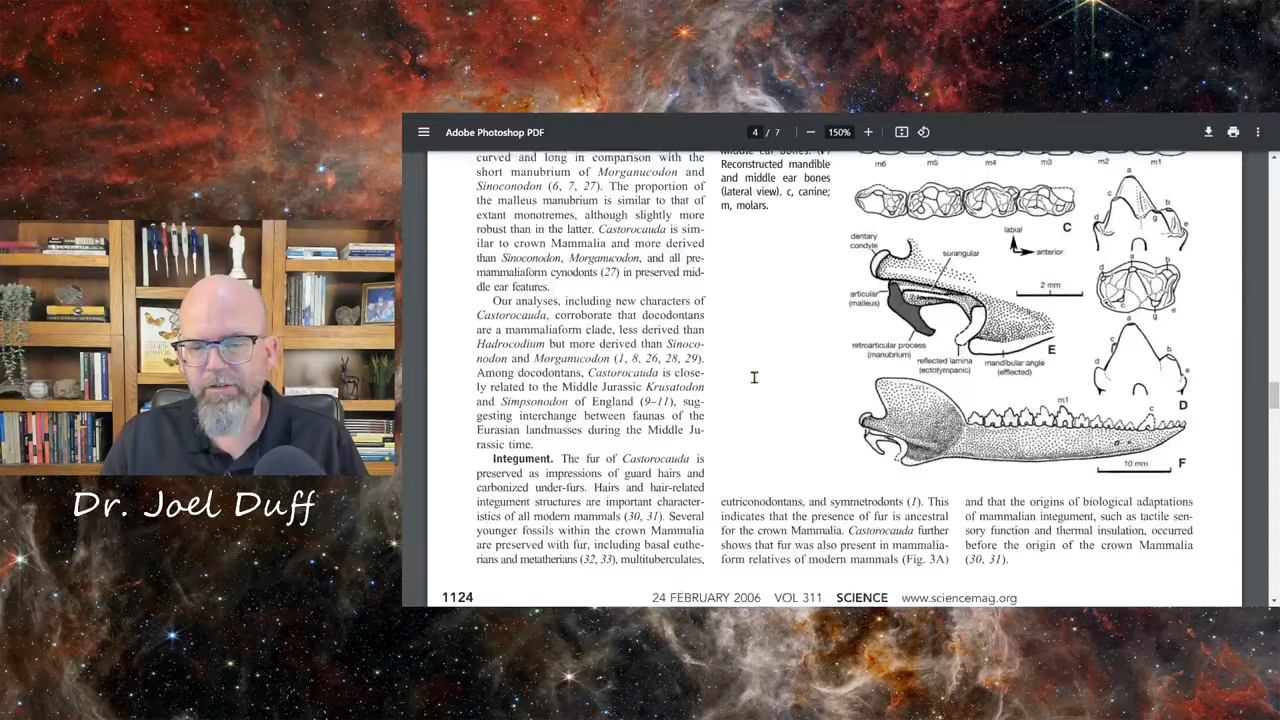 Adobe Photoshop PDF
4 / 7
150%
curved and long in comparison with the
short manubrium of Morganucodon and
Sinoconodon (6, 7, 27). The proportion of
the malleus manubrium is similar to that of
extant monotremes, although slightly more
robust than in the latter. Castorocauda is sim-
ilar to crown Mammalia and more derived
than Sinoconodon, Morganucodon, and all pre-
mammaliaform cynodonts (27) in preserved mid-
dle ear features.
Our analyses, including new characters of
Castorocauda, corroborate that docodontans
are a mammaliaform clade, less derived than
Hadrocodium but more derived than Sinoco-
nodon and Morganucodon (1, 8, 26, 28, 29).
Among docodontans, Castorocauda is close-
ly related to the Middle Jurassic Krusatodon
and Simpsonodon of England (9–11), sug-
gesting interchange between faunas of the
Eurasian landmasses during the Middle Ju-
rassic time.
Integument. The fur of Castorocauda is
preserved as impressions of guard hairs and
carbonized under-furs. Hairs and hair-related
integument structures are important character-
istics of all modern mammals (30, 31). Several
younger fossils within the crown Mammalia
are preserved with fur, including basal euthe-
rians and metatherians (32, 33), multituberculates,
middle ear bones. (F)
Reconstructed mandible
and middle ear bones
(lateral view). c, canine;
m, molars.
m6 m5 m4 m3 m2 m1
C
labial
anterior
dentary
condyle
surangular
2 mm
articular
(malleus)
E
retroarticular process
(manubrium)
reflected lamina
(ectotympanic)
mandibular angle
(efflected)
a
b
c
d
g
e
a
d
b
c
g
e
a
c
b
d
e
D
m1
c
F
10 mm
eutriconodontans, and symmetrodonts (1). This
indicates that the presence of fur is ancestral
for the crown Mammalia. Castorocauda further
shows that fur was also present in mammalia-
form relatives of modern mammals (Fig. 3A)
and that the origins of biological adaptations
of mammalian integument, such as tactile sen-
sory function and thermal insulation, occurred
before the origin of the crown Mammalia
(30, 31).
1124
24 FEBRUARY 2006 VOL 311 SCIENCE www.sciencemag.org
Dr. Joel Duff